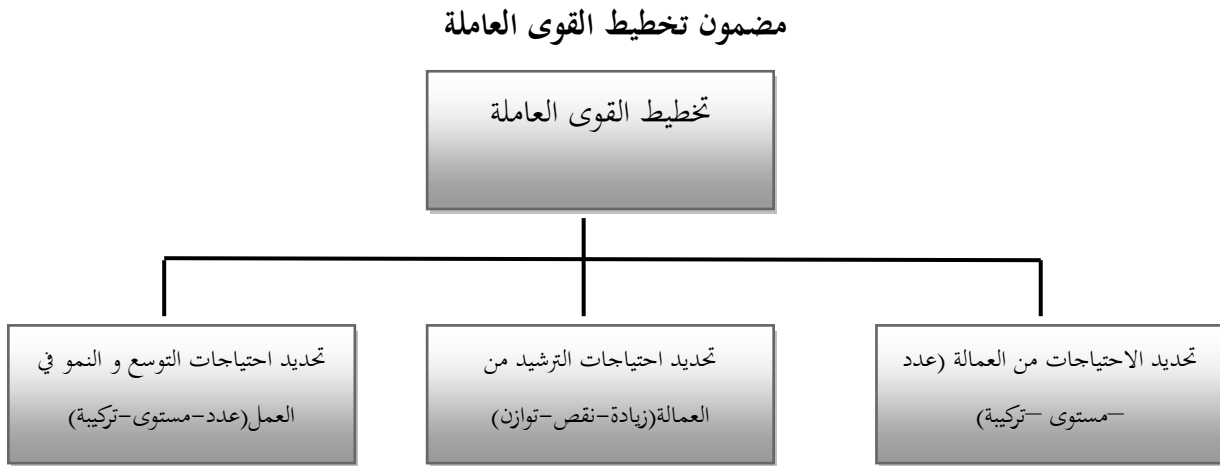 مضمون تخطيط القوى العاملة
تخطيط القوى العاملة
تحديد الاحتياجات من العمالة (عدد
–مستوى –تركيبة)
تحديد احتياجات الترشيد من
العمالة(زيادة-نقص-توازن)
تحديد احتياجات التوسع و النمو في
العمل(عدد-مستوى-تركيبة)